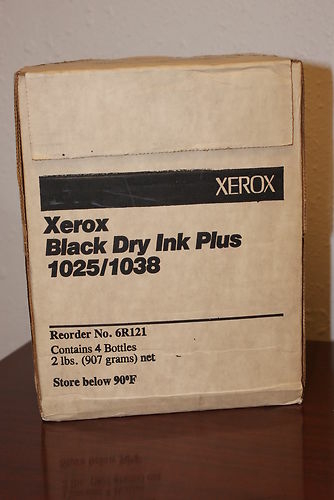 XEROX
Xerox
Black Dry Ink Plus
1025/1038
Reorder No. 6R121
Contains 4 Bottles
2 lbs. (907 grams) net
Store below 90°F